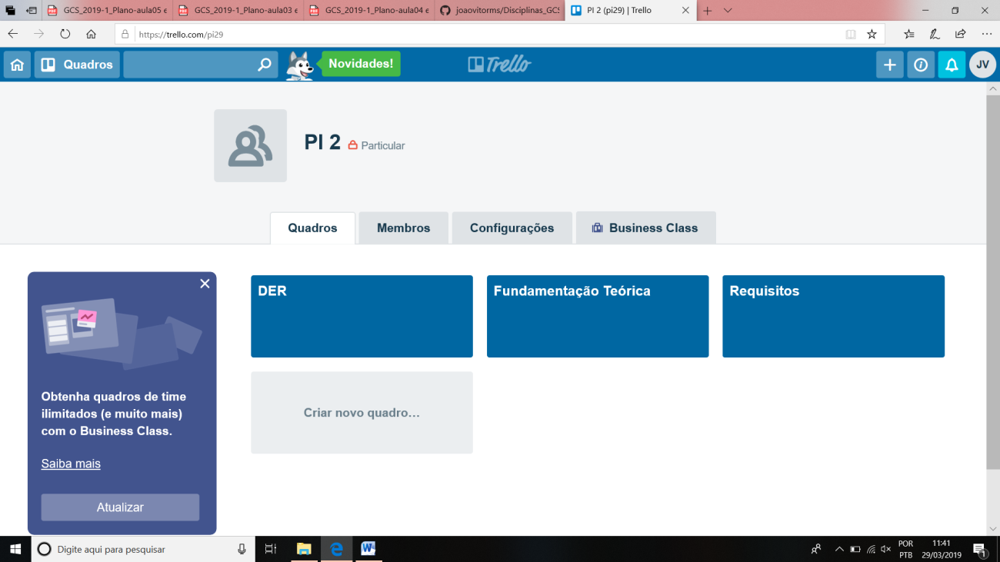 GCS_2019-1_Plano-aula05 e
GCS_2019-1_Plano-aula03 e
GCS_2019-1_Plano-aula04 e
joaovitorms/Disciplinas_GCS
PI 2 (pi29) | Trello
https://trello.com/pi29
Quadros
Novidades!
Trello
JV
PI 2 Particular
Quadros
Membros
Configurações
Business Class
DER
Fundamentação Teórica
Requisitos
Criar novo quadro…
Obtenha quadros de time
ilimitados (e muito mais)
com o Business Class.
Saiba mais
Atualizar
Digite aqui para pesquisar
POR
PTB
11:41
29/03/2019
1